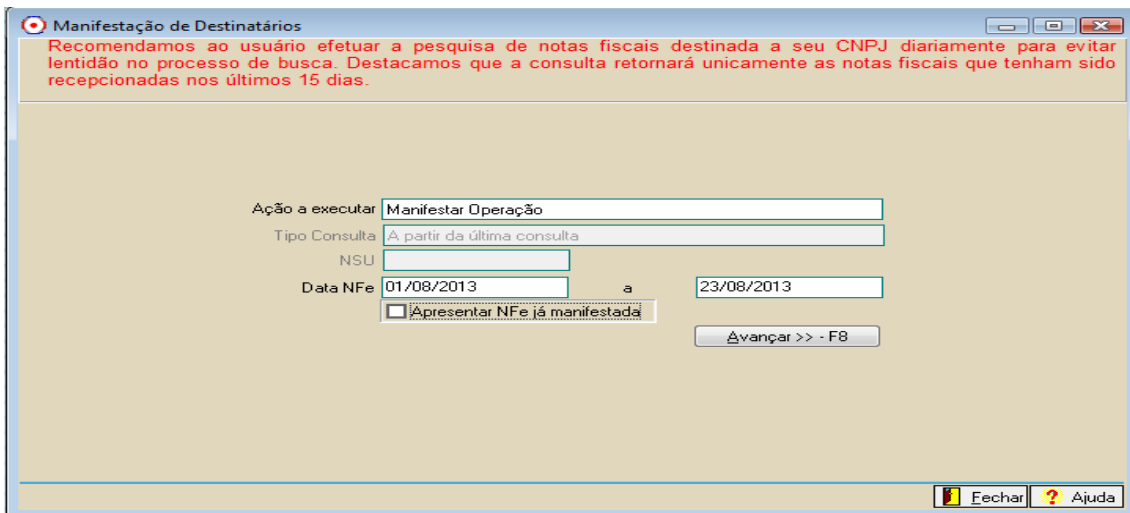 Manifestação de Destinatários
Recomendamos ao usuário efetuar a pesquisa de notas fiscais destinada a seu CNPJ diariamente para evitar
lentidão no processo de busca. Destacamos que a consulta retornará unicamente as notas fiscais que tenham sido
recepcionadas nos últimos 15 dias.
Ação a executar Manifestar Operação
Tipo Consulta A partir da última consulta
NSU
Data NFe 01/08/2013 a 23/08/2013
Apresentar NFe já manifestada
Avançar >> - F8
Fechar ? Ajuda